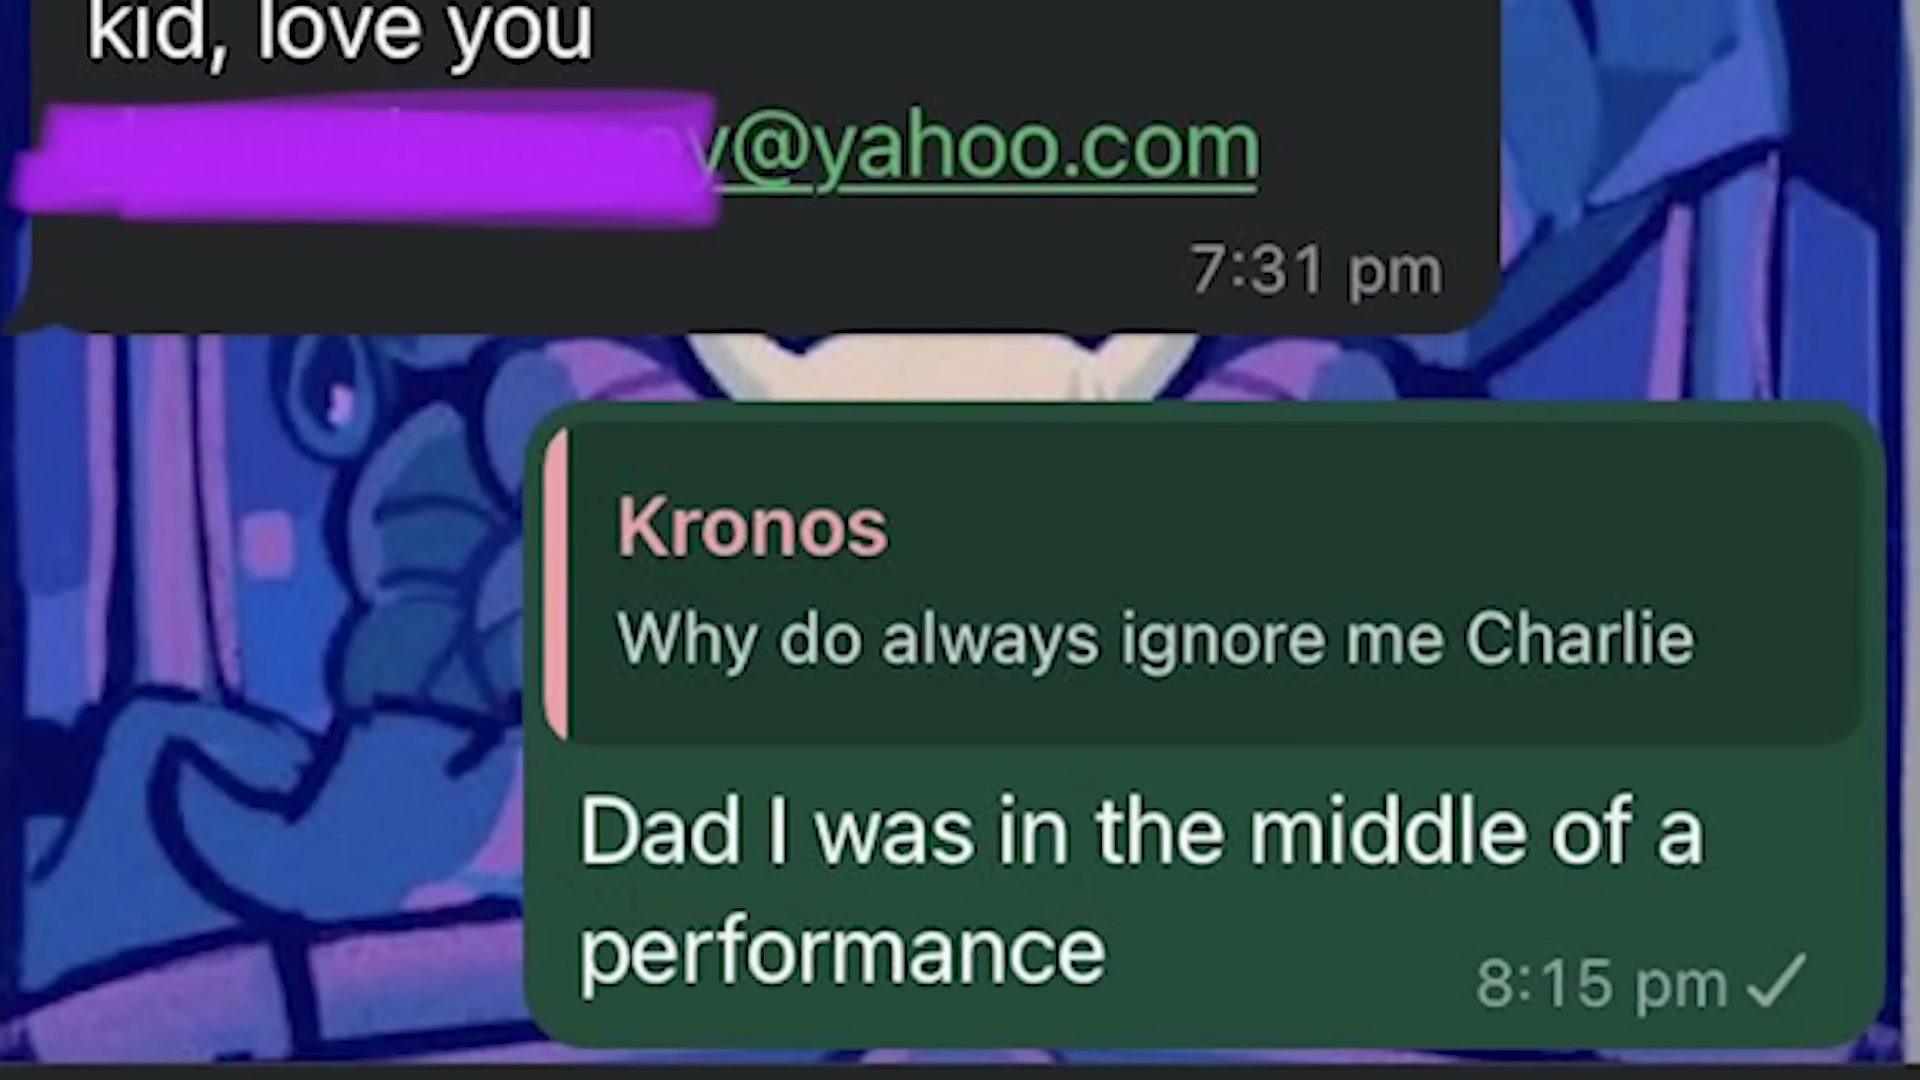 kid, love you
@yahoo.com
7:31 pm
Kronos
Why do always ignore me Charlie
Dad I was in the middle of a
performance
8:15 pm